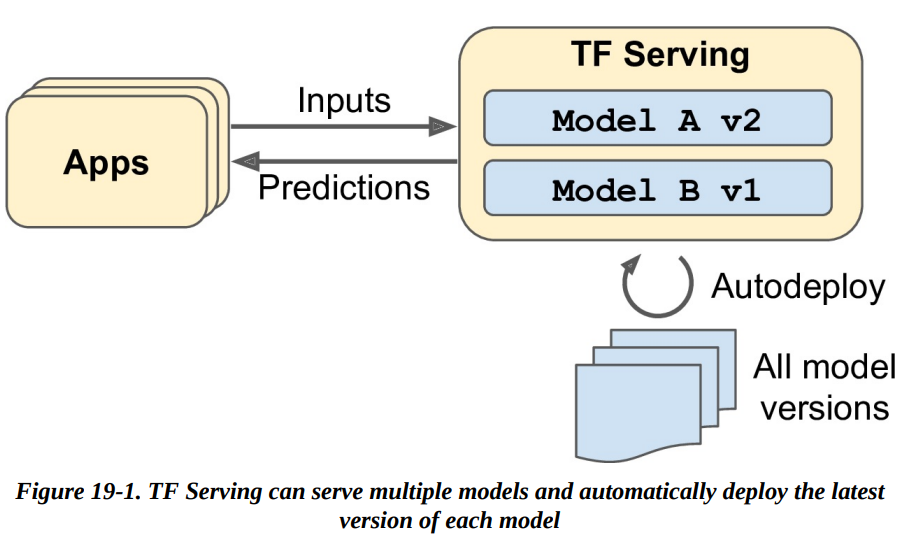 TF Serving
Inputs
Model A v2
Apps
Predictions
Model B v1
Autodeploy
All model
versions
Figure 19-1. TF Serving can serve multiple models and automatically deploy the latest
version of each model